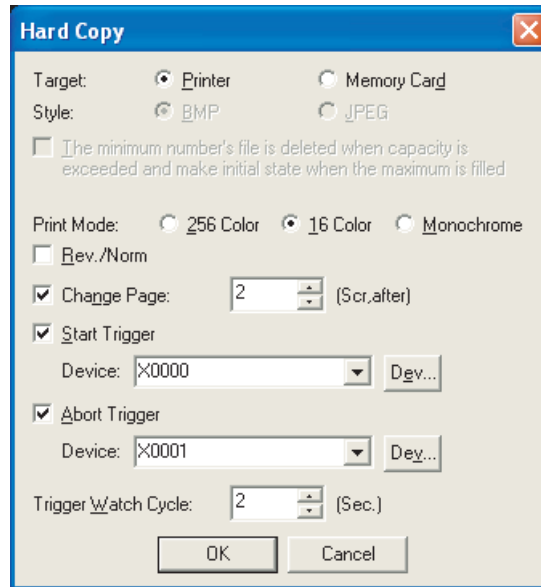 Hard Copy
Target: Printer Memory Card
Style: BMP JPEG
The minimum number's file is deleted when capacity is
exceeded and make initial state when the maximum is filled
Print Mode: 256 Color 16 Color Monochrome
Rev./Norm
Change Page: 2 (Scr,after)
Start Trigger
Device: X0000 Dev...
Abort Trigger
Device: X0001 Dev...
Trigger Watch Cycle: 2 (Sec.)
OK Cancel